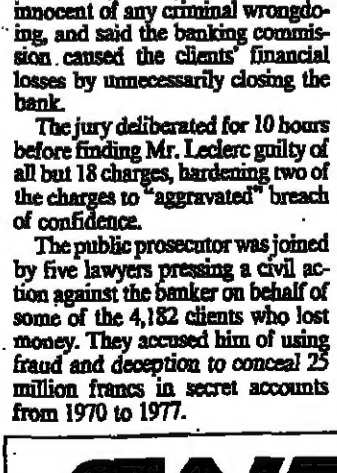 innocent of any criminal wrongdo-
ing, and said the banking commis-
sion caused the clients' financial
losses by unnecessarily closing the
bank.
The jury deliberated for 10 hours
before finding Mr. Leclerc guilty of
all but 18 charges, hardening two of
the charges to "aggravated" breach
of confidence.
The public prosecutor was joined
by five lawyers pressing a civil ac-
tion against the banker on behalf of
some of the 4,182 clients who lost
money. They accused him of using
fraud and deception to conceal 25
million francs in secret accounts
from 1970 to 1977.